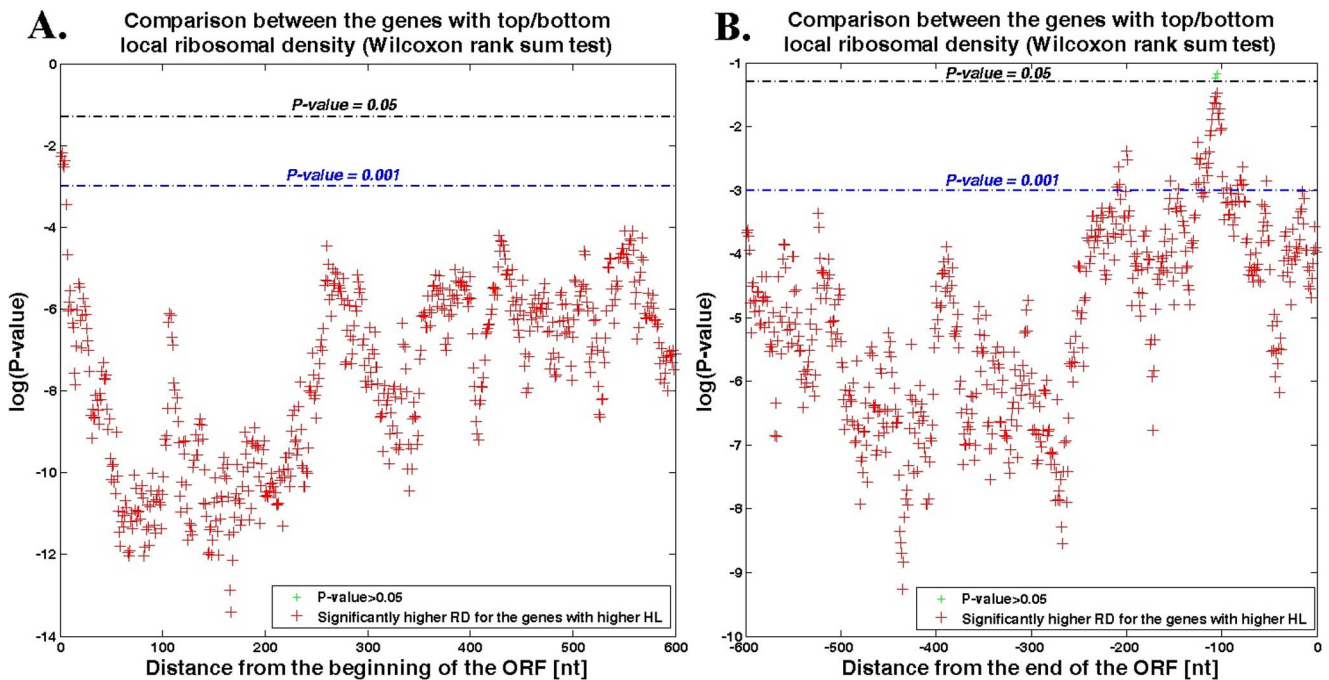 A.
Comparison between the genes with top/bottom
local ribosomal density (Wilcoxon rank sum test)
0
-2
-4
-6
-8
-10
-12
-14
log(P-value)
P-value = 0.05
P-value = 0.001
P-value>0.05
Significantly higher RD for the genes with higher HL
0
100
200
300
400
500
600
Distance from the beginning of the ORF [nt]
B.
Comparison between the genes with top/bottom
local ribosomal density (Wilcoxon rank sum test)
-1
-2
-3
-4
-5
-6
-7
-8
-9
-10
log(P-value)
P-value = 0.05
P-value = 0.001
P-value>0.05
Significantly higher RD for the genes with higher HL
-600
-500
-400
-300
-200
-100
0
Distance from the end of the ORF [nt]